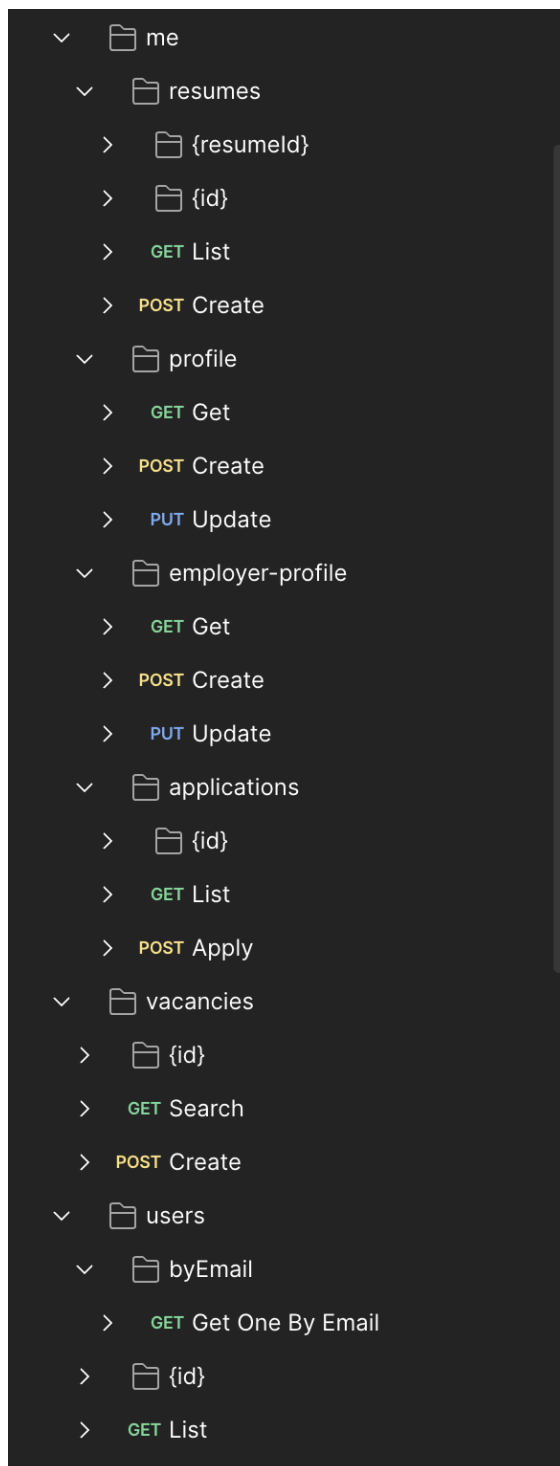 me
resumes
{resumeId}
{id}
GET List
POST Create
profile
GET Get
POST Create
PUT Update
employer-profile
GET Get
POST Create
PUT Update
applications
{id}
GET List
POST Apply
vacancies
{id}
GET Search
POST Create
users
byEmail
GET Get One By Email
{id}
GET List